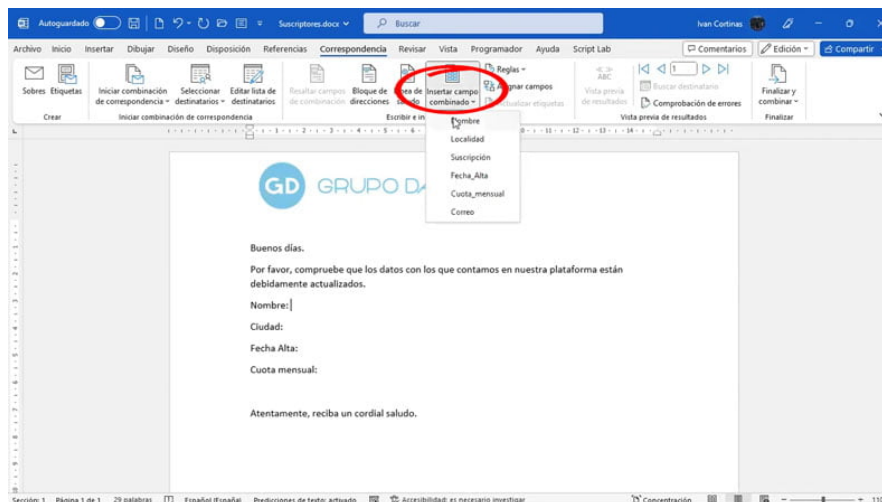 Autoguardado
Suscriptores.docx
Buscar
Ivan Cortinas
Archivo Inicio Insertar Dibujar Diseño Disposición Referencias Correspondencia Revisar Vista Programador Ayuda Script Lab
Comentarios Edición Compartir
Sobres Etiquetas
Iniciar combinación de correspondencia
Seleccionar destinatarios
Editar lista de destinatarios
Resaltar campos de combinación
Bloque de direcciones
saludo
Insertar campo combinado
Reglas
Asignar campos
Actualizar etiquetas
ABC
Vista previa de resultados
1
Buscar destinatario
Comprobación de errores
Finalizar y combinar
Crear
Iniciar combinación de correspondencia
Escribir e in
Vista previa de resultados
Finalizar
Localidad
Suscripción
Fecha_Alta
Cuota_mensual
Correo
GD GRUPO
Buenos días.
Por favor, compruebe que los datos con los que contamos en nuestra plataforma están
debidamente actualizados.
Nombre:
Ciudad:
Fecha Alta:
Cuota mensual:
Atentamente, reciba un cordial saludo.
Sección: 1 Página 1 de 1 29 palabras Español (España) Predicciones de texto: activado Accesibilidad: es necesario investigar Concentración